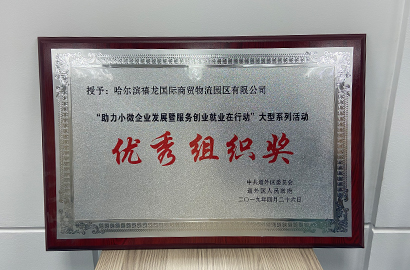 授予：哈尔滨禧龙国际商贸物流园区有限公司
“助力小微企业发展暨服务创业就业在行动”大型系列活动
优秀组织奖
中共道外区委员会
道外区人民政府
二〇一九年四月二十六日